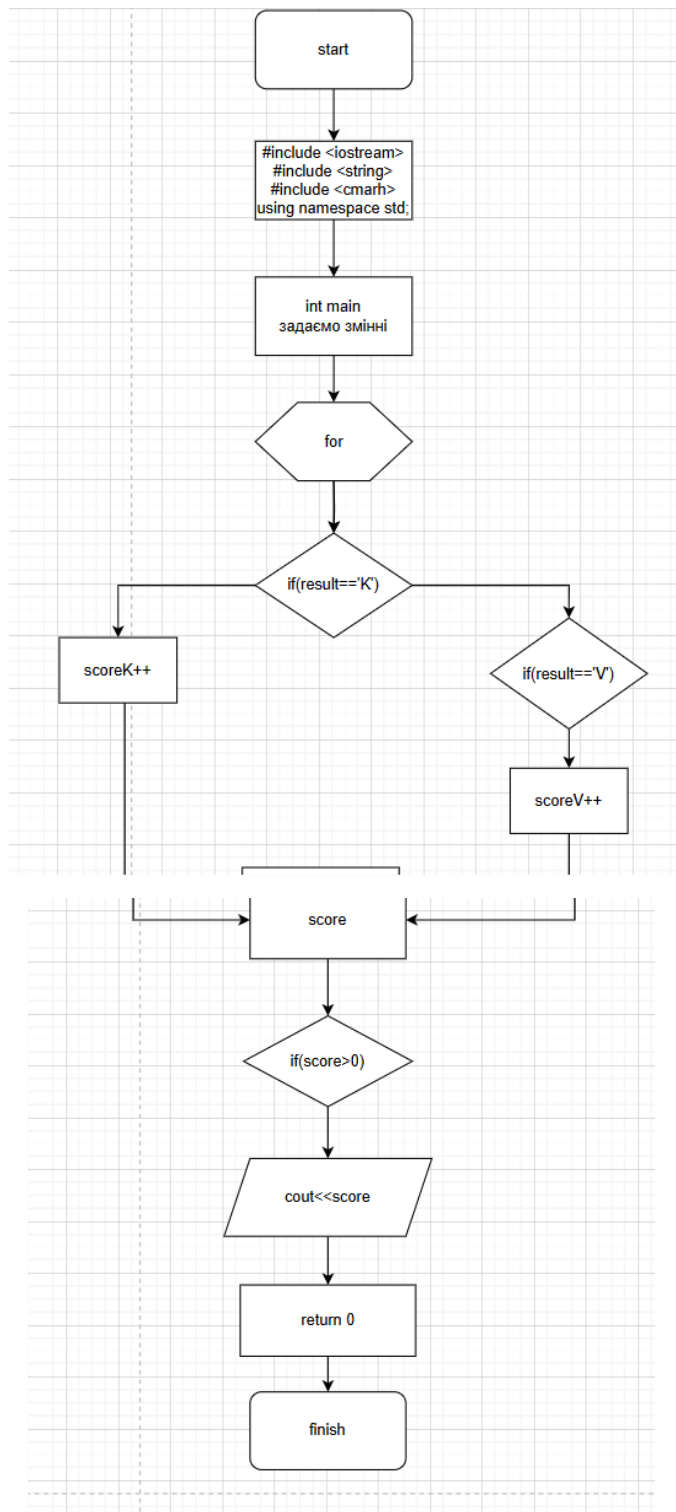 start
#include <iostream>
#include <string>
#include <cmarh>
using namespace std;
int main
задаємо змінні
for
if(result=='K')
scoreK++
if(result=='V')
scoreV++
score
if(score>0)
cout<<score
return 0
finish